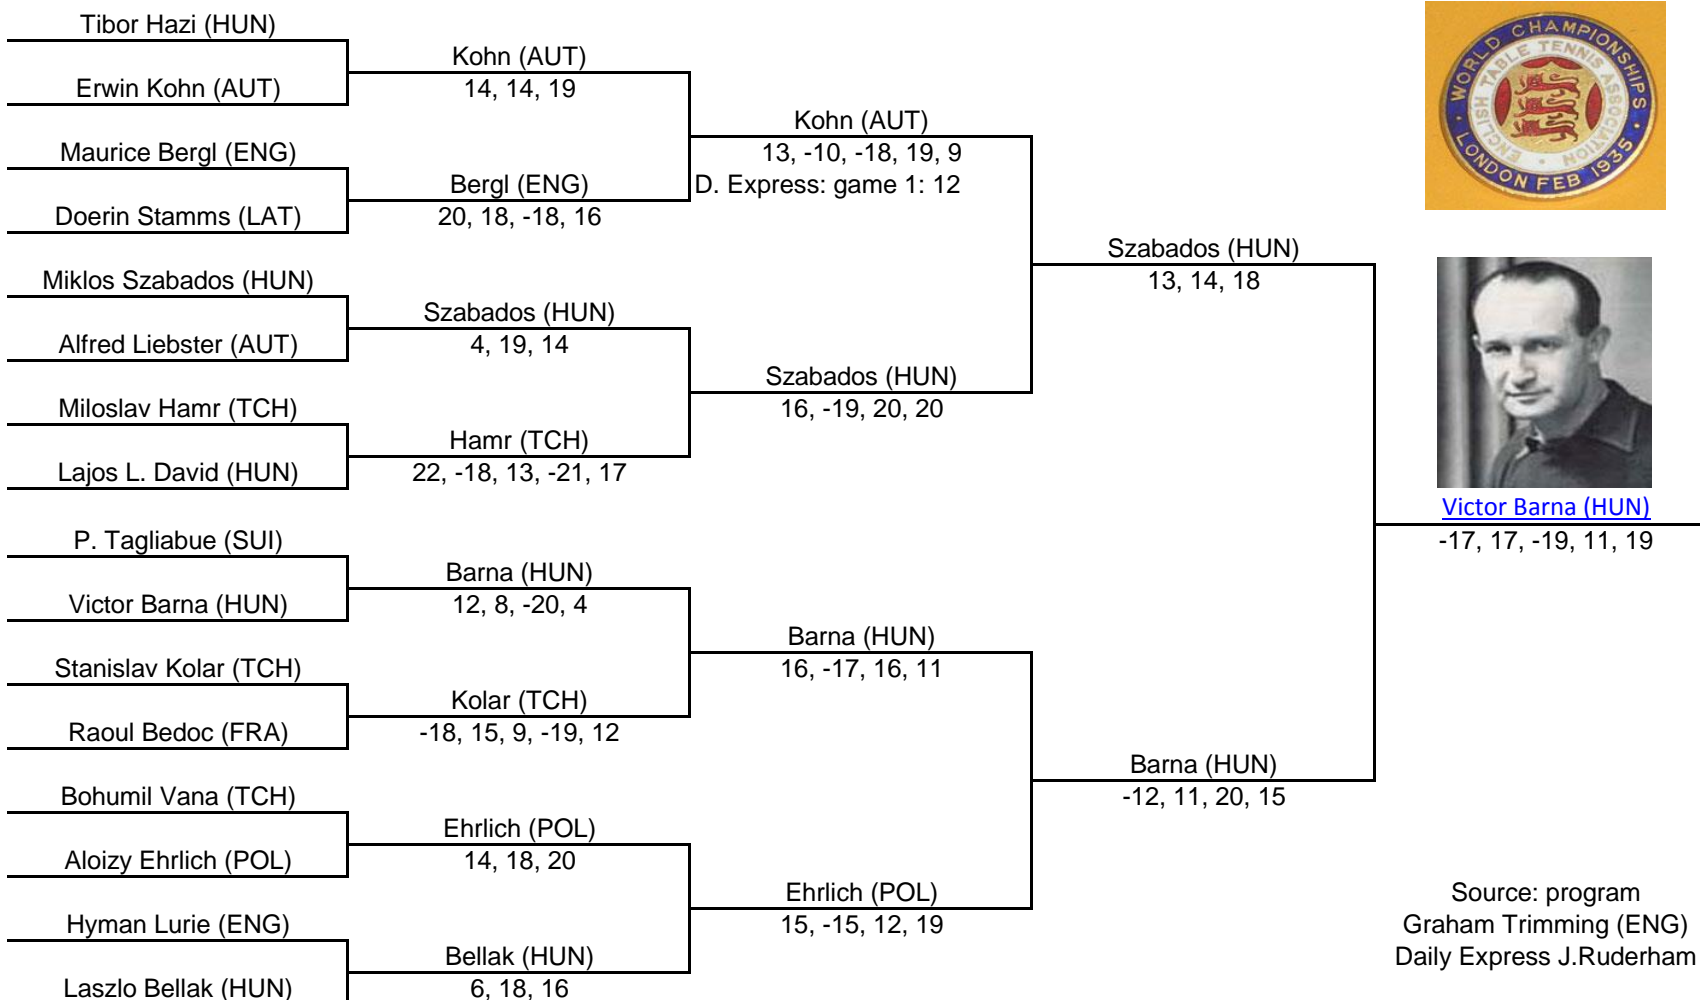 Tibor Hazi (HUN)
Erwin Kohn (AUT)
Maurice Bergl (ENG)
Doerin Stamms (LAT)
Miklos Szabados (HUN)
Alfred Liebster (AUT)
Miloslav Hamr (TCH)
Lajos L. David (HUN)
P. Tagliabue (SUI)
Victor Barna (HUN)
Stanislav Kolar (TCH)
Raoul Bedoc (FRA)
Bohumil Vana (TCH)
Aloizy Ehrlich (POL)
Hyman Lurie (ENG)
Laszlo Bellak (HUN)
Kohn (AUT)
14, 14, 19
Bergl (ENG)
20, 18, -18, 16
Szabados (HUN)
4, 19, 14
Hamr (TCH)
22, -18, 13, -21, 17
Barna (HUN)
12, 8, -20, 4
Kolar (TCH)
-18, 15, 9, -19, 12
Ehrlich (POL)
14, 18, 20
Bellak (HUN)
6, 18, 16
Kohn (AUT)
13, -10, -18, 19, 9
D. Express: game 1: 12
Szabados (HUN)
16, -19, 20, 20
Barna (HUN)
16, -17, 16, 11
Ehrlich (POL)
15, -15, 12, 19
Szabados (HUN)
13, 14, 18
Barna (HUN)
-12, 11, 20, 15
WORLD CHAMPIONSHIPS
LONDON FEB 1935
ENGLISH TABLE TENNIS ASSOCIATION
Victor Barna (HUN)
-17, 17, -19, 11, 19
Source: program
Graham Trimming (ENG)
Daily Express J.Ruderham